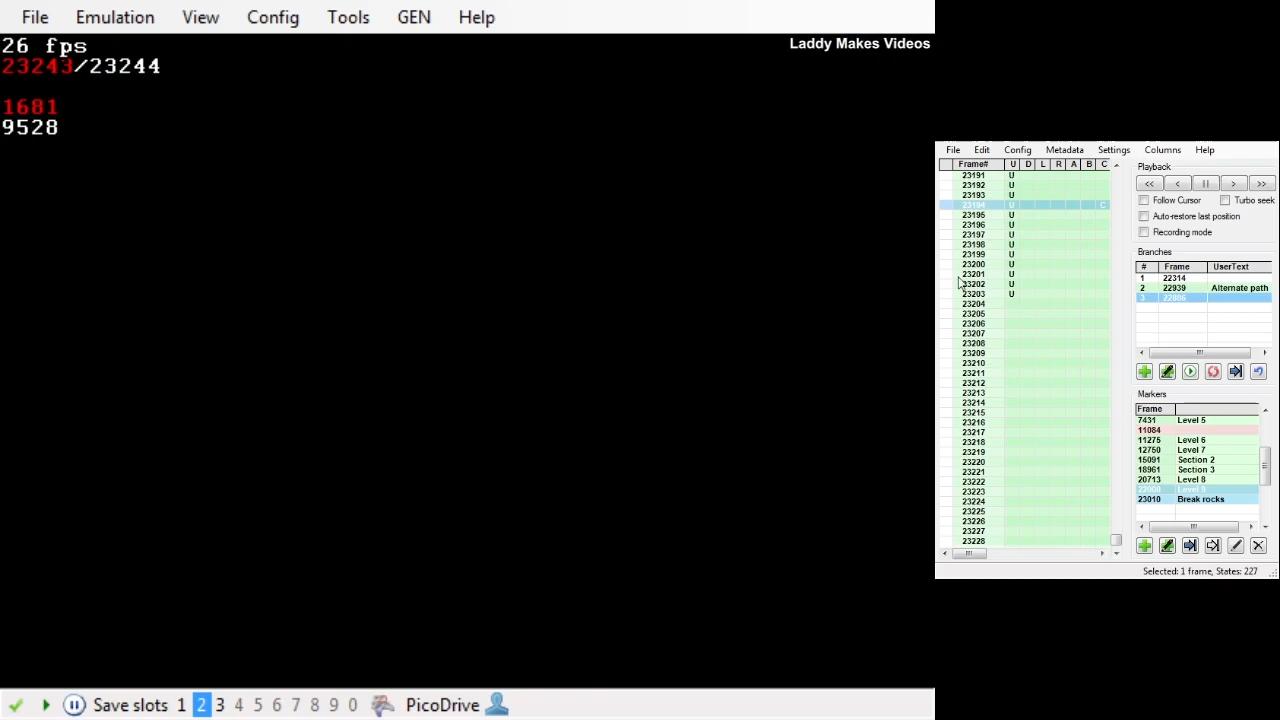 File Emulation View Config Tools GEN Help
26 fps
Laddy Makes Videos
23243/23244
1681
9528
File Edit Config Metadata Settings Columns Help
Frame# U D L R A B C
23191 U
23192 U
23193 U
23194 U C
23195 U
23196 U
23197 U
23198 U
23199 U
23200 U
23201 U
23202 U
23203 U
23204
23205
23206
23207
23208
23209
23210
23211
23212
23213
23214
23215
23216
23217
23218
23219
23220
23221
23222
23223
23224
23225
23226
23227
23228
Playback
<< < || > >>
Follow Cursor Turbo seek
Auto-restore last position
Recording mode
Branches
# Frame UserText
1 22314
2 22939 Alternate path
3 22886
Markers
Frame
7431 Level 5
11084
11275 Level 6
12750 Level 7
15091 Section 2
18961 Section 3
20713 Level 8
23010 Break rocks
Selected: 1 frame, States: 227
Save slots 1 2 3 4 5 6 7 8 9 0 PicoDrive